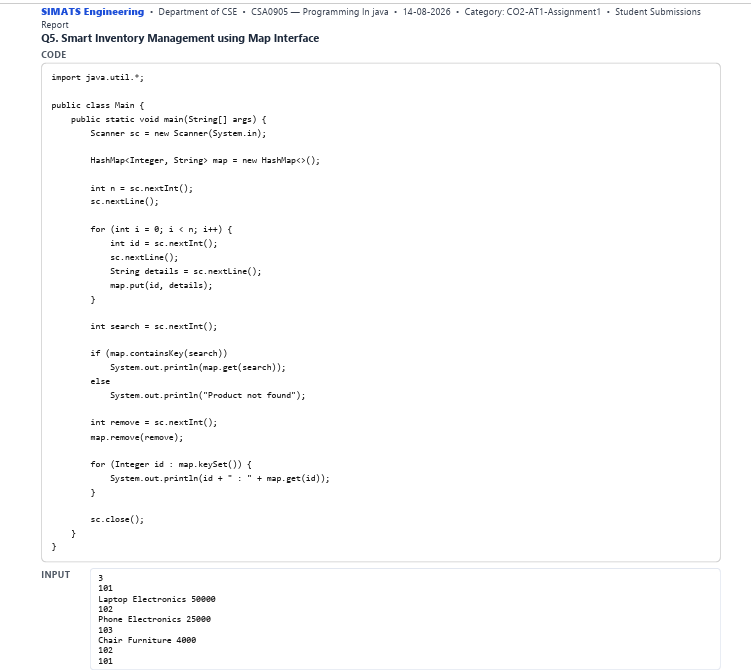 SIMATS Engineering • Department of CSE • CSA0905 — Programming In java • 14-08-2026 • Category: CO2-AT1-Assignment1 • Student Submissions
Report
Q5. Smart Inventory Management using Map Interface
CODE
import java.util.*;

public class Main {
    public static void main(String[] args) {
        Scanner sc = new Scanner(System.in);

        HashMap<Integer, String> map = new HashMap<>();

        int n = sc.nextInt();
        sc.nextLine();

        for (int i = 0; i < n; i++) {
            int id = sc.nextInt();
            sc.nextLine();
            String details = sc.nextLine();
            map.put(id, details);
        }

        int search = sc.nextInt();

        if (map.containsKey(search))
            System.out.println(map.get(search));
        else
            System.out.println("Product not found");

        int remove = sc.nextInt();
        map.remove(remove);

        for (Integer id : map.keySet()) {
            System.out.println(id + " : " + map.get(id));
        }

        sc.close();
    }
}
INPUT
3
101
Laptop Electronics 50000
102
Phone Electronics 25000
103
Chair Furniture 4000
102
101